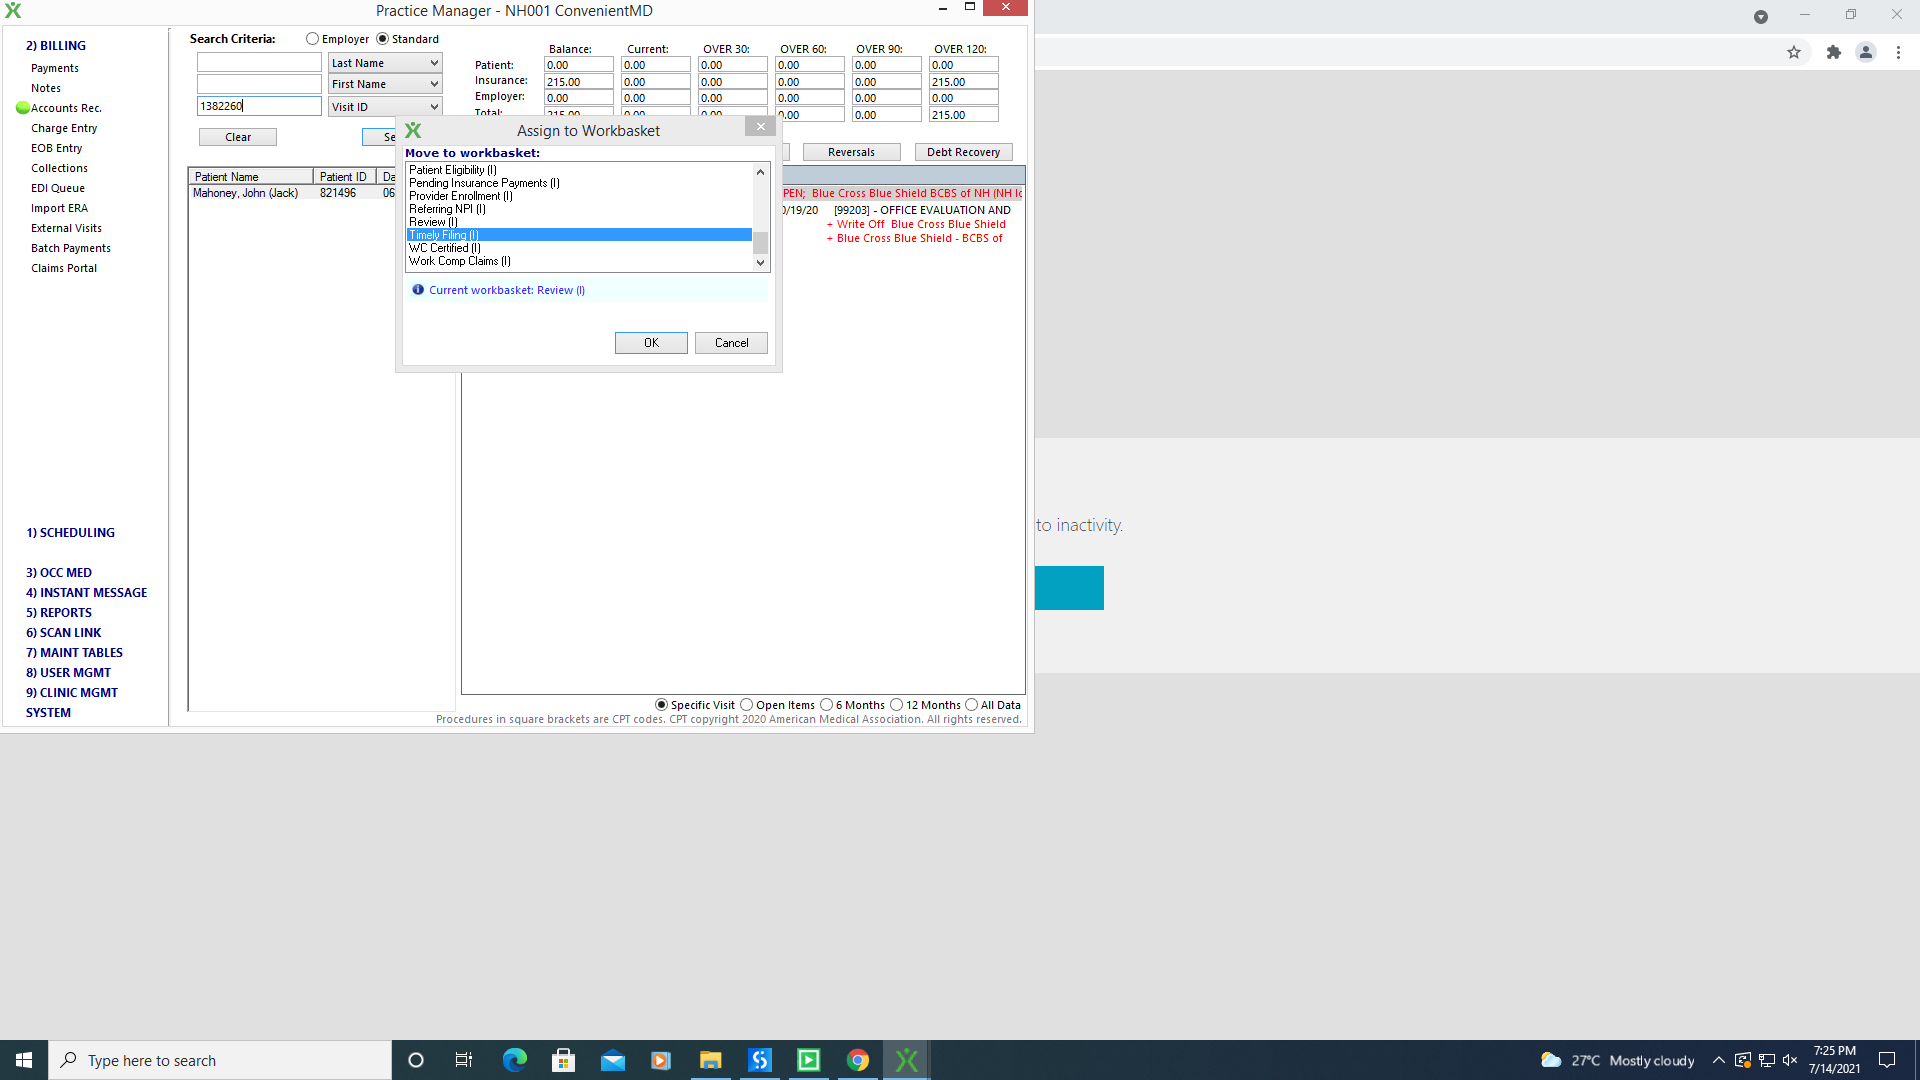 Practice Manager - NH001 ConvenientMD
2) BILLING
Payments
Notes
Accounts Rec.
Charge Entry
EOB Entry
Collections
EDI Queue
Import ERA
External Visits
Batch Payments
Claims Portal
1) SCHEDULING
3) OCC MED
4) INSTANT MESSAGE
5) REPORTS
6) SCAN LINK
7) MAINT TABLES
8) USER MGMT
9) CLINIC MGMT
SYSTEM
Search Criteria: Employer Standard
Last Name
First Name
1382260 Visit ID
Clear Se
Balance: Current: OVER 30: OVER 60: OVER 90: OVER 120:
Patient: 0.00 0.00 0.00 0.00 0.00 0.00
Insurance: 215.00 0.00 0.00 0.00 0.00 215.00
Employer: 0.00 0.00 0.00 0.00 0.00 0.00
Total: 215.00 0.00 0.00 0.00 0.00 215.00
Reversals Debt Recovery
Patient Name Patient ID Da
Mahoney, John (Jack) 821496 06
PEN; Blue Cross Blue Shield BCBS of NH (NH lo
0/19/20 [99203] - OFFICE EVALUATION AND
+ Write Off Blue Cross Blue Shield
+ Blue Cross Blue Shield - BCBS of
Assign to Workbasket
Move to workbasket:
Patient Eligibility (I)
Pending Insurance Payments (I)
Provider Enrollment (I)
Referring NPI (I)
Review (I)
Timely Filing (I)
WC Certified (I)
Work Comp Claims (I)
Current workbasket: Review (I)
OK Cancel
Specific Visit Open Items 6 Months 12 Months All Data
Procedures in square brackets are CPT codes. CPT copyright 2020 American Medical Association. All rights reserved.
to inactivity.
Type here to search
27°C Mostly cloudy
7:25 PM
7/14/2021